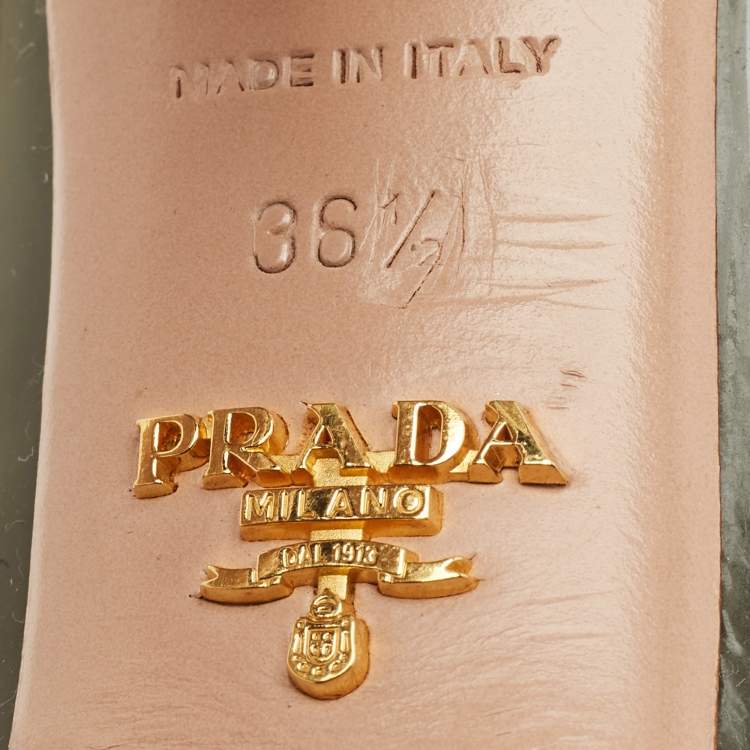 MADE IN ITALY
36½
PRADA
MILANO
DAL 1913